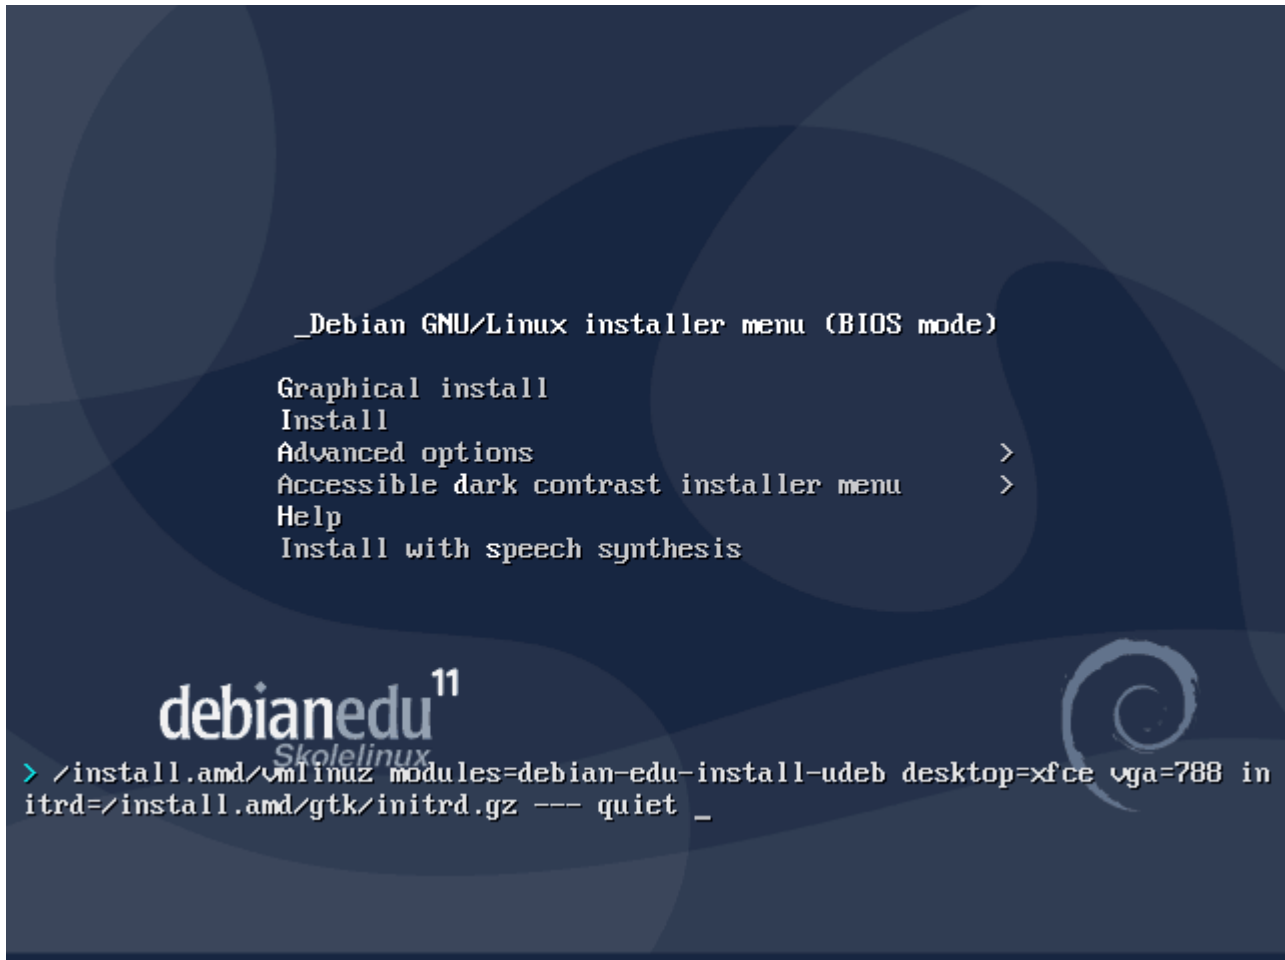 _Debian GNU/Linux installer menu (BIOS mode)
Graphical install
Install
Advanced options >
Accessible dark contrast installer menu >
Help
Install with speech synthesis
debianedu 11
Skolelinux
> /install.amd/vmlinuz modules=debian-edu-install-udeb desktop=xfce vga=788 in
itrd=/install.amd/gtk/initrd.gz --- quiet _